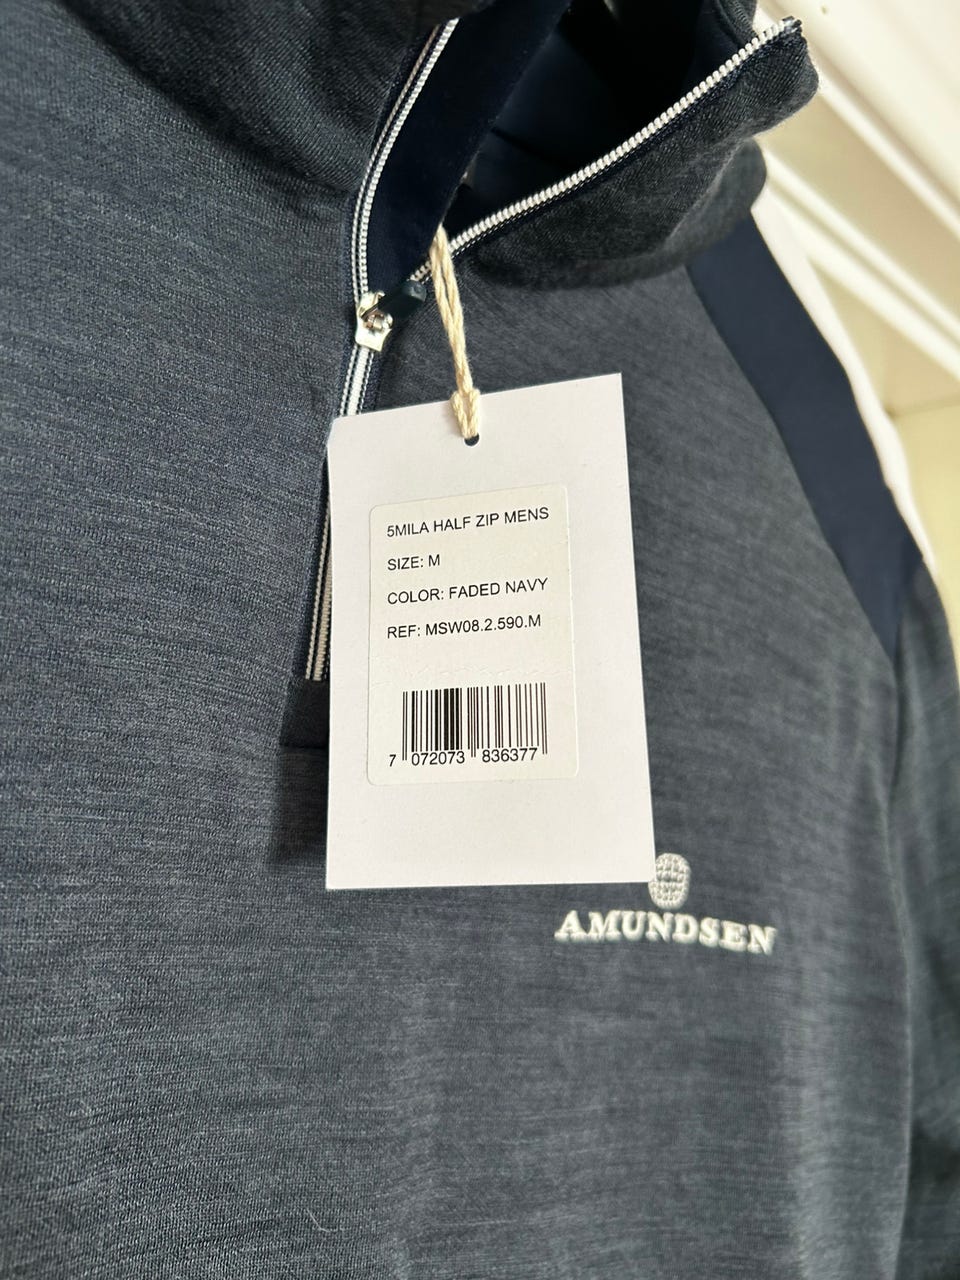 5MILA HALF ZIP MENS
SIZE: M
COLOR: FADED NAVY
REF: MSW08.2.590.M
7 072073 836377
AMUNDSEN